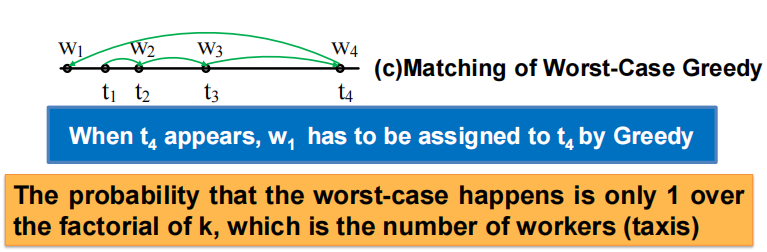 W1 W2 W3 W4
(c)Matching of Worst-Case Greedy
t1 t2 t3 t4
When t4 appears, w1 has to be assigned to t4 by Greedy
The probability that the worst-case happens is only 1 over
the factorial of k, which is the number of workers (taxis)